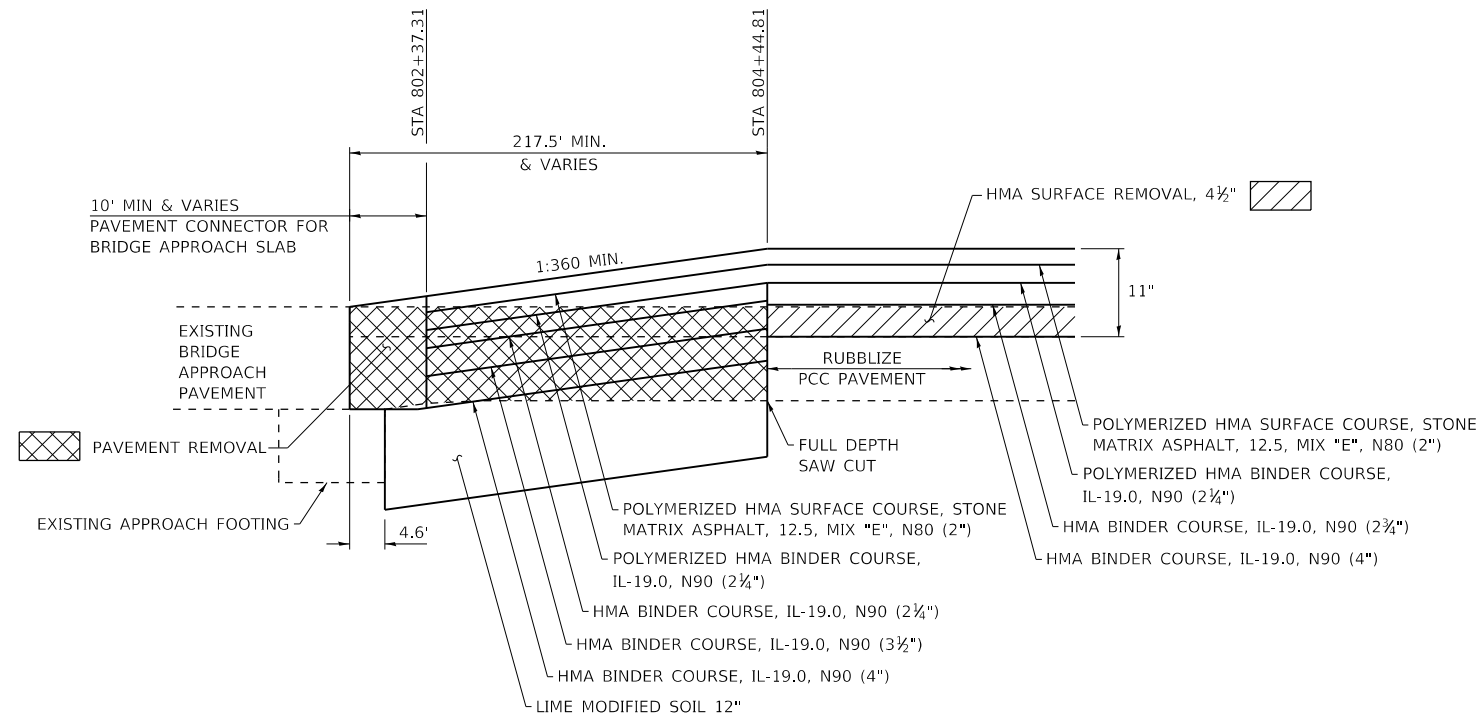 STA 802+37.31
STA 804+44.81
217.5' MIN.
& VARIES
10' MIN & VARIES
PAVEMENT CONNECTOR FOR
BRIDGE APPROACH SLAB
HMA SURFACE REMOVAL, 4½"
1:360 MIN.
11"
EXISTING
BRIDGE
APPROACH
PAVEMENT
RUBBLIZE
PCC PAVEMENT
PAVEMENT REMOVAL
FULL DEPTH
SAW CUT
POLYMERIZED HMA SURFACE COURSE, STONE
MATRIX ASPHALT, 12.5, MIX "E", N80 (2")
POLYMERIZED HMA BINDER COURSE,
IL-19.0, N90 (2¼")
HMA BINDER COURSE, IL-19.0, N90 (2¾")
HMA BINDER COURSE, IL-19.0, N90 (4")
EXISTING APPROACH FOOTING
4.6'
POLYMERIZED HMA SURFACE COURSE, STONE
MATRIX ASPHALT, 12.5, MIX "E", N80 (2")
POLYMERIZED HMA BINDER COURSE,
IL-19.0, N90 (2¼")
HMA BINDER COURSE, IL-19.0, N90 (2¼")
HMA BINDER COURSE, IL-19.0, N90 (3½")
HMA BINDER COURSE, IL-19.0, N90 (4")
LIME MODIFIED SOIL 12"